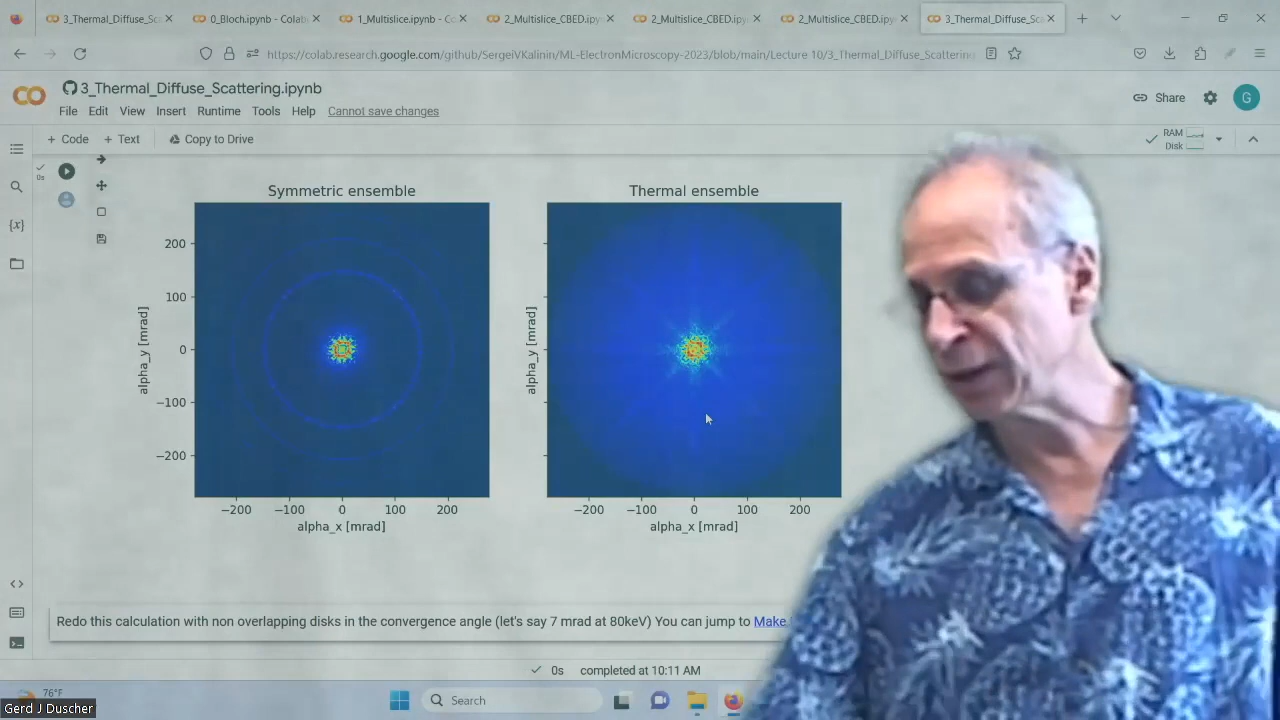 3_Thermal_Diffuse_Sc
0_Bloch.ipynb - Colab
1_Multislice.ipynb - Co
2_Multislice_CBED.ipy
2_Multislice_CBED.ipy
2_Multislice_CBED.ipy
3_Thermal_Diffuse_Sc
https://colab.research.google.com/github/SergeiVKalinin/ML-ElectronMicroscopy-2023/blob/main/Lecture 10/3_Thermal_Diffuse_Scattering
3_Thermal_Diffuse_Scattering.ipynb
File Edit View Insert Runtime Tools Help Cannot save changes
Share
G
+ Code + Text Copy to Drive
RAM
Disk
0s
{x}
Symmetric ensemble
Thermal ensemble
200
100
0
−100
−200
alpha_y [mrad]
alpha_y [mrad]
−200 −100 0 100 200
−200 −100 0 100 200
alpha_x [mrad]
alpha_x [mrad]
Redo this calculation with non overlapping disks in the convergence angle (let's say 7 mrad at 80keV) You can jump to Make
0s completed at 10:11 AM
76°F
Search
Gerd J Duscher